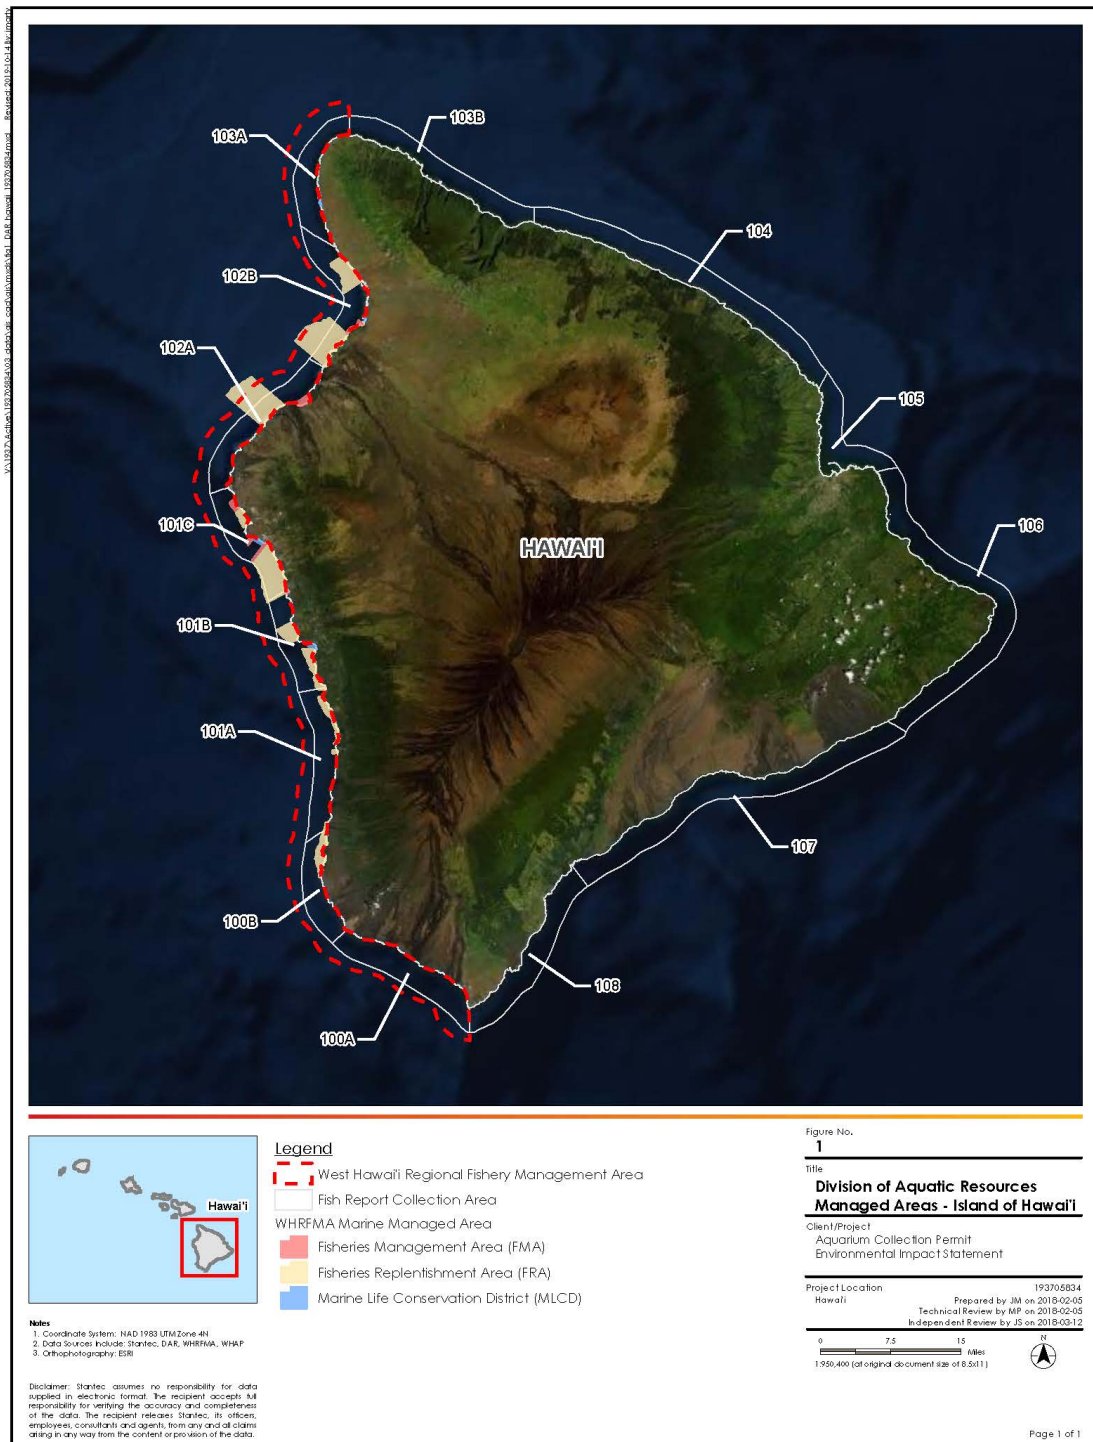 103A
103B
104
102B
102A
105
101C
HAWAI'I
106
101B
101A
107
100B
108
100A
Hawai'i
Legend
West Hawai'i Regional Fishery Management Area
Fish Report Collection Area
WHRFMA Marine Managed Area
Fisheries Management Area (FMA)
Fisheries Replentishment Area (FRA)
Marine Life Conservation District (MLCD)
Notes
1. Coordinate System: NAD 1983 UTM Zone 4N
2. Data Sources Include: Stantec, DAR, WHRFMA, WHAP
3. Orthophotography: ESRI
Disclaimer: Stantec assumes no responsibility for data
supplied in electronic format. The recipient accepts full
responsibility for verifying the accuracy and completeness
of the data. The recipient releases Stantec, its officers,
employees, consultants and agents, from any and all claims
arising in any way from the content or provision of the data.
Figure No.
1
Title
Division of Aquatic Resources
Managed Areas - Island of Hawai'i
Client/Project
Aquarium Collection Permit
Environmental Impact Statement
Project Location 193705834
Hawai'i Prepared by JM on 2018-02-05
Technical Review by MP on 2018-02-05
Independent Review by JS on 2018-03-12
0 7.5 15
Miles
1:950,400 (at original document size of 8.5x11)
N
Page 1 of 1